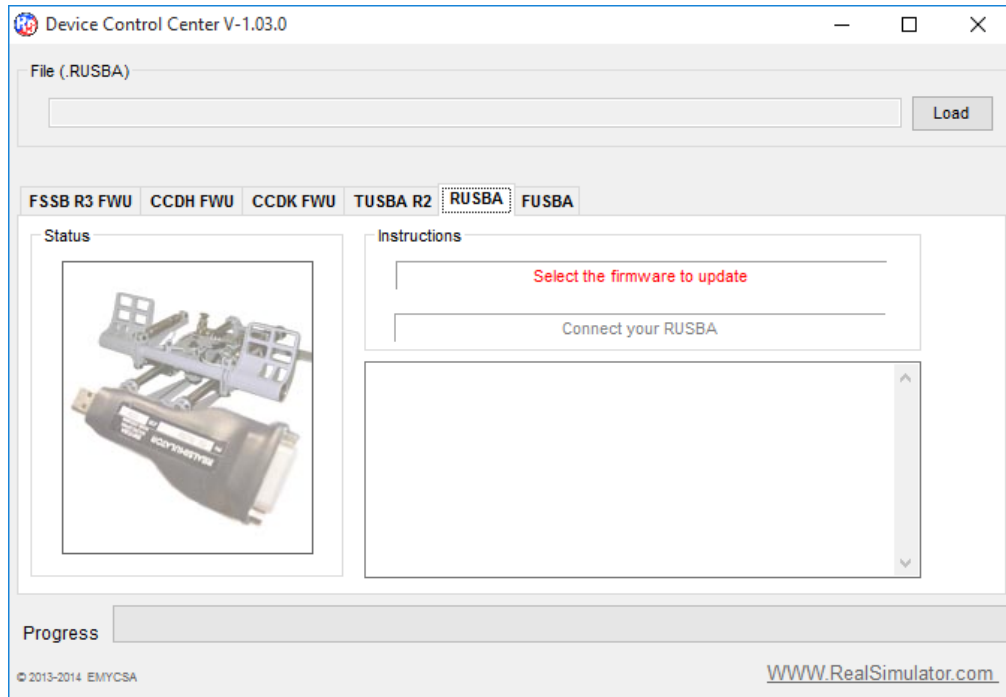 Device Control Center V-1.03.0
File (.RUSBA)
Load
FSSB R3 FWU CCDH FWU CCDK FWU TUSBA R2 RUSBA FUSBA
Status
Instructions
Select the firmware to update
Connect your RUSBA
REALSIMULATOR
Progress
© 2013-2014 EMYCSA
WWW.RealSimulator.com